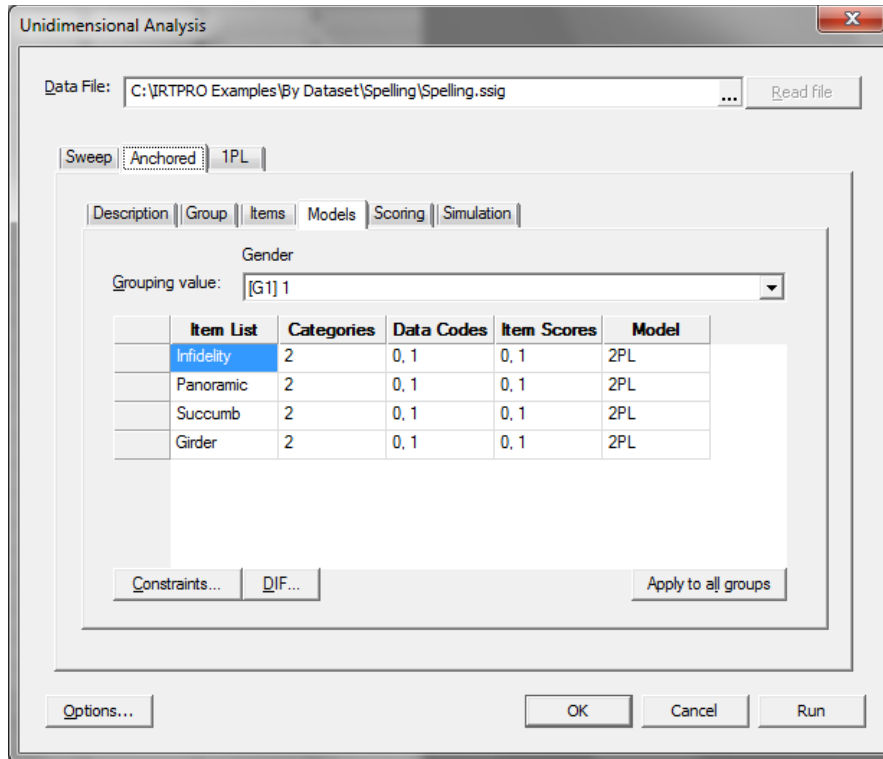 Unidimensional Analysis
Data File: C:\IRTPRO Examples\By Dataset\Spelling\Spelling.ssig ... Read file
Sweep Anchored 1PL
Description Group Items Models Scoring Simulation
Gender
Grouping value: [G1] 1
Item List Categories Data Codes Item Scores Model
Infidelity 2 0, 1 0, 1 2PL
Panoramic 2 0, 1 0, 1 2PL
Succumb 2 0, 1 0, 1 2PL
Girder 2 0, 1 0, 1 2PL
Constraints... DIF... Apply to all groups
Options... OK Cancel Run